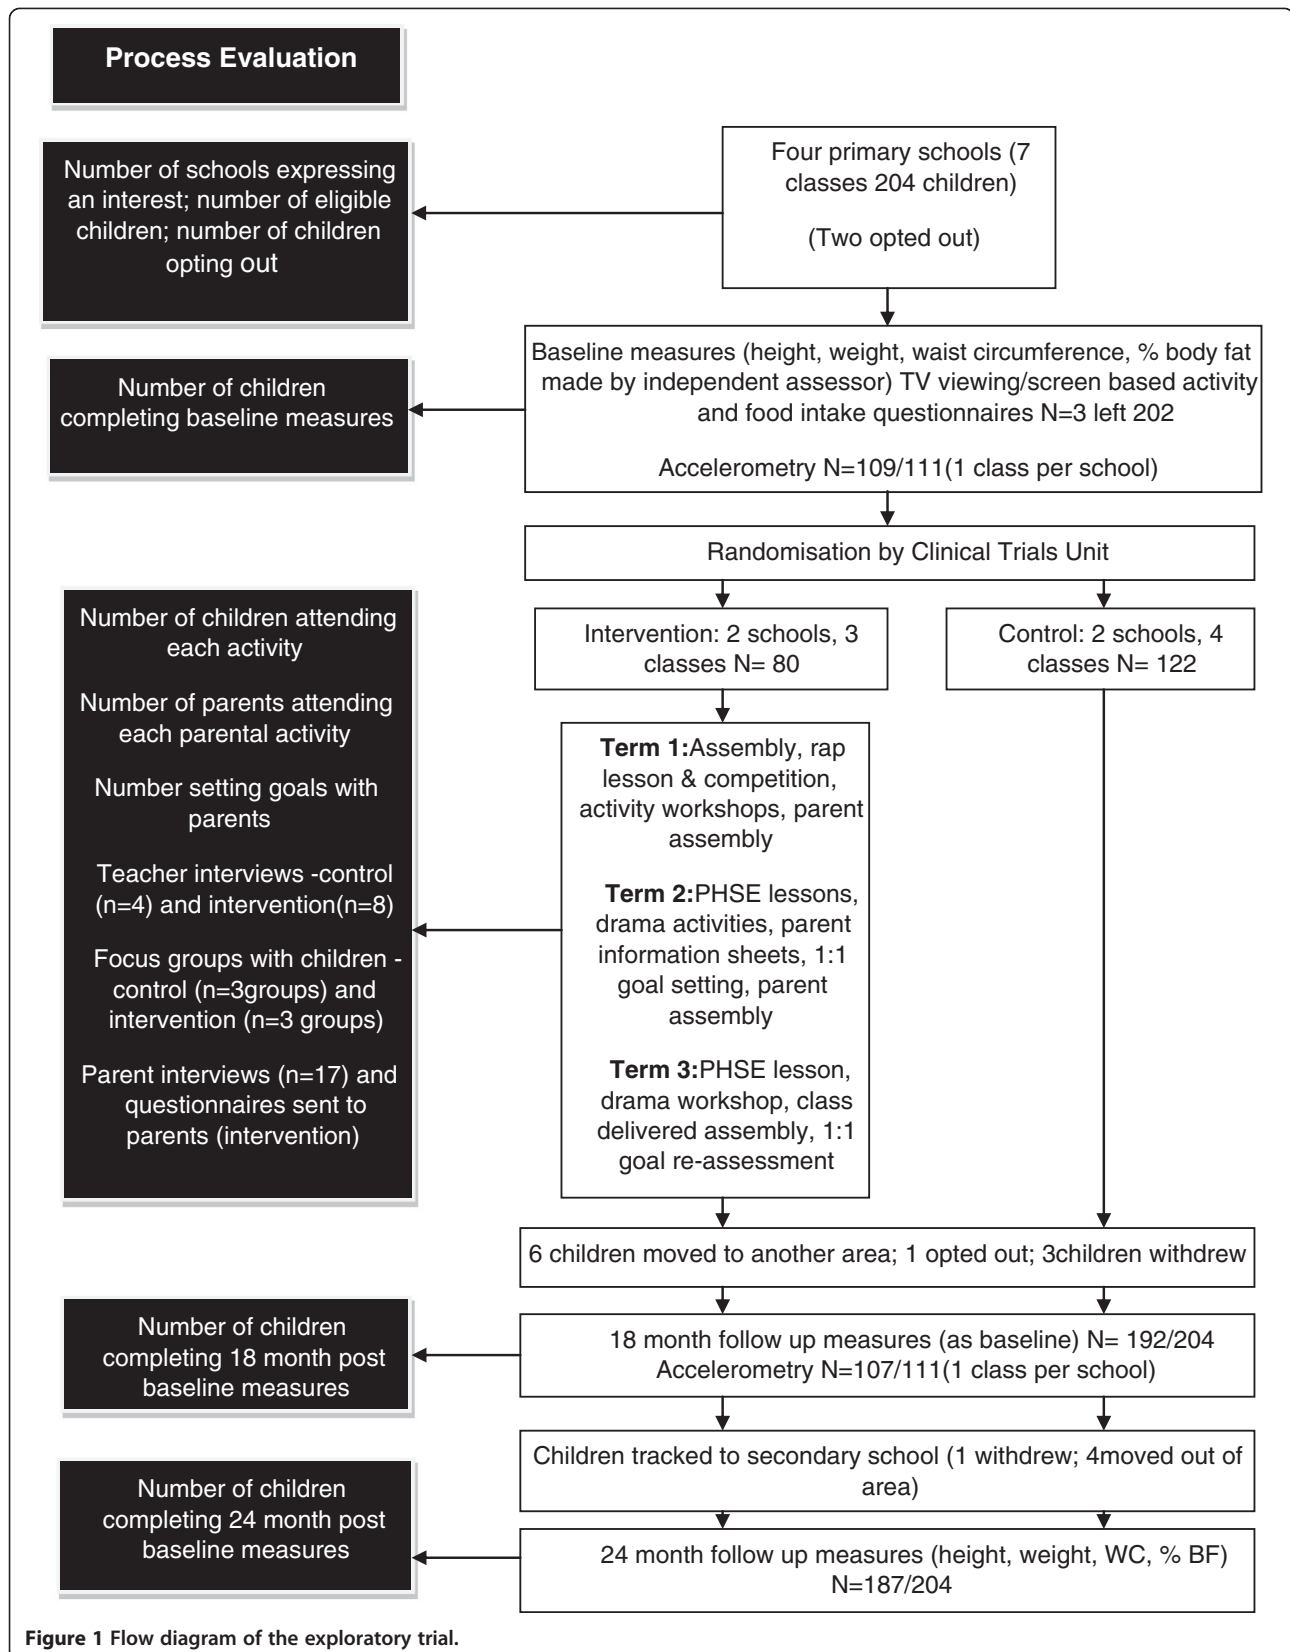 Process Evaluation
Number of schools expressing
an interest; number of eligible
children; number of children
opting out
Four primary schools (7
classes 204 children)
(Two opted out)
Number of children
completing baseline measures
Baseline measures (height, weight, waist circumference, % body fat
made by independent assessor) TV viewing/screen based activity
and food intake questionnaires N=3 left 202
Accelerometry N=109/111(1 class per school)
Randomisation by Clinical Trials Unit
Intervention: 2 schools, 3
classes N= 80
Control: 2 schools, 4
classes N= 122
Number of children attending
each activity
Number of parents attending
each parental activity
Number setting goals with
parents
Teacher interviews -control
(n=4) and intervention(n=8)
Focus groups with children -
control (n=3groups) and
intervention (n=3 groups)
Parent interviews (n=17) and
questionnaires sent to
parents (intervention)
Term 1:Assembly, rap
lesson & competition,
activity workshops, parent
assembly
Term 2:PHSE lessons,
drama activities, parent
information sheets, 1:1
goal setting, parent
assembly
Term 3:PHSE lesson,
drama workshop, class
delivered assembly, 1:1
goal re-assessment
6 children moved to another area; 1 opted out; 3children withdrew
Number of children
completing 18 month post
baseline measures
18 month follow up measures (as baseline) N= 192/204
Accelerometry N=107/111(1 class per school)
Children tracked to secondary school (1 withdrew; 4moved out of
area)
Number of children
completing 24 month post
baseline measures
24 month follow up measures (height, weight, WC, % BF)
N=187/204
Figure 1 Flow diagram of the exploratory trial.